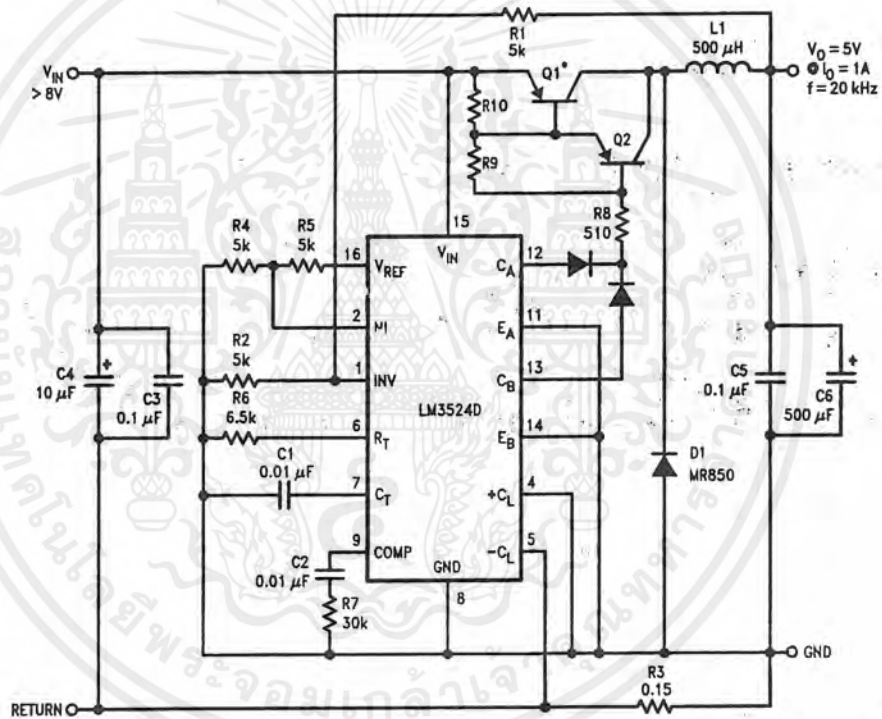 R1
5k
L1
500 μH
V_O = 5V
@ I_O = 1A
f = 20 kHz
V_IN
> 8V
Q1*
R10
Q2
R9
R8
510
15
V_IN
R4
5k
R5
5k
16
V_REF
C_A
12
2
NI
E_A
11
R2
5k
1
INV
C_B
13
R6
6.5k
LM3524D
6
R_T
E_B
14
C1
0.01 μF
7
C_T
+C_L
4
9
COMP
−C_L
5
C2
0.01 μF
GND
8
R7
30k
C4
10 μF
C3
0.1 μF
C5
0.1 μF
C6
500 μF
D1
MR850
GND
R3
0.15
RETURN